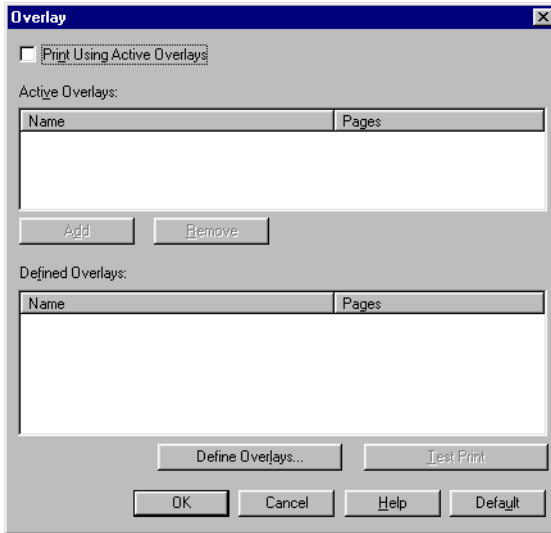 Overlay
Print Using Active Overlays
Active Overlays:
Name Pages
Add Remove
Defined Overlays:
Name Pages
Define Overlays... Test Print
OK Cancel Help Default